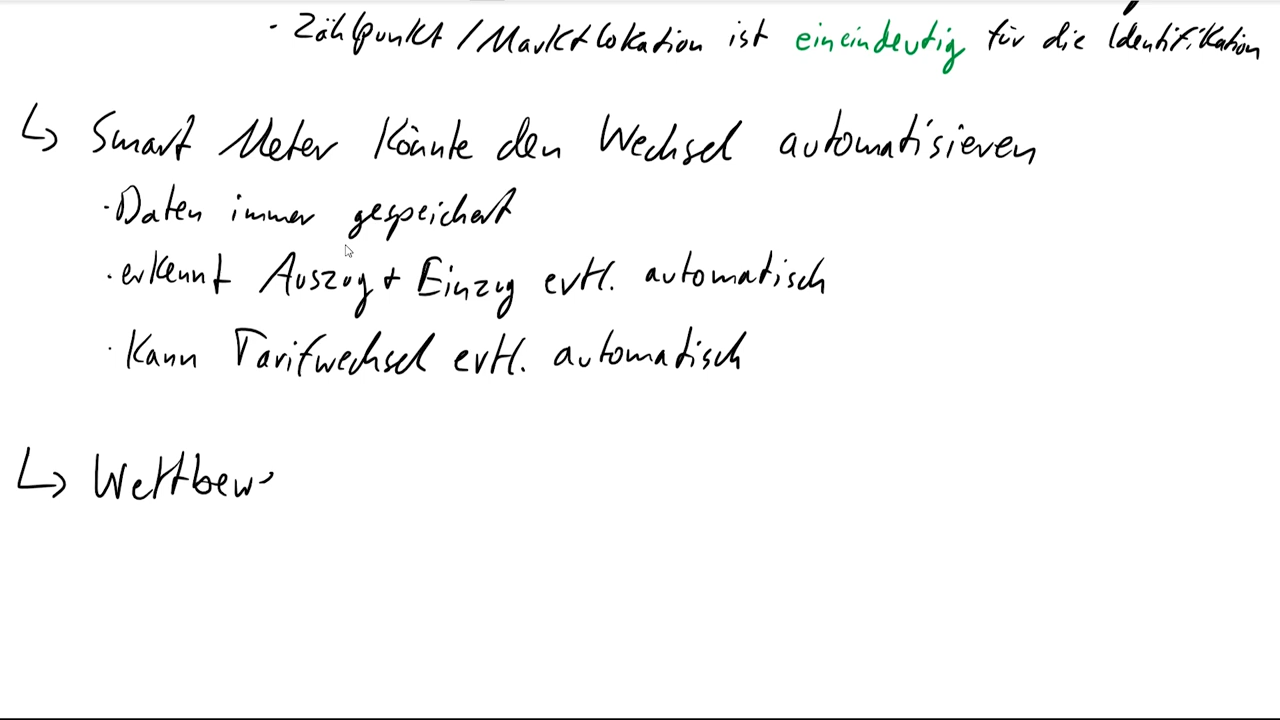 · Zählpunkt / Marktlokation ist eineindeutig für die Identifikation
↳ Smart Meter könnte den Wechsel automatisieren
· Daten immer gespeichert
· erkennt Auszug + Einzug evtl. automatisch
· Kann Tarifwechsel evtl. automatisch
↳ Wettbew